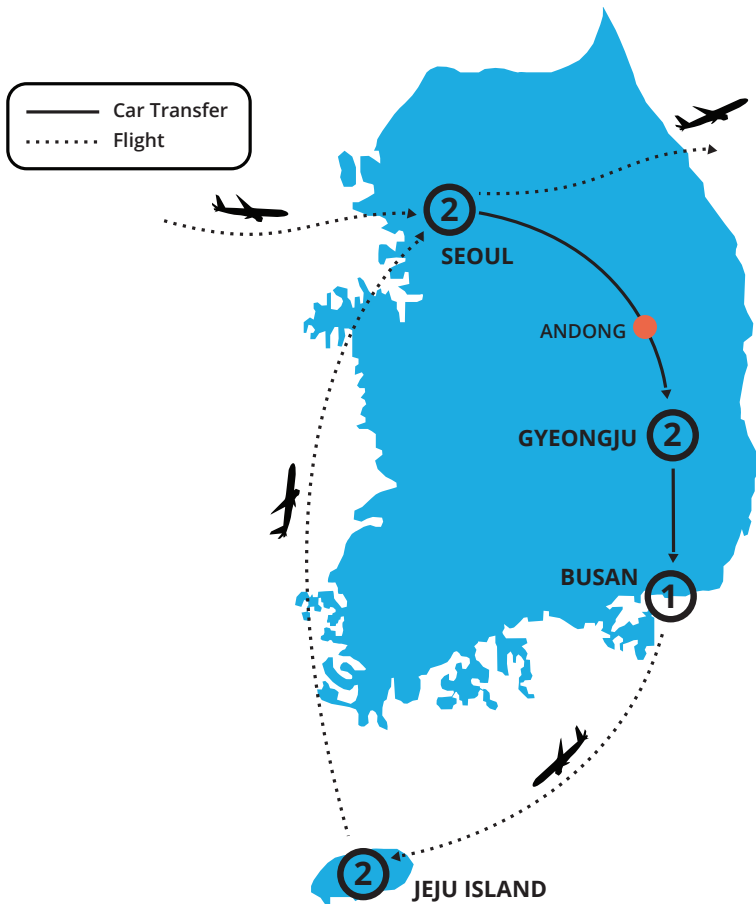 Car Transfer
Flight
2
SEOUL
ANDONG
GYEONGJU 2
BUSAN
1
2
JEJU ISLAND